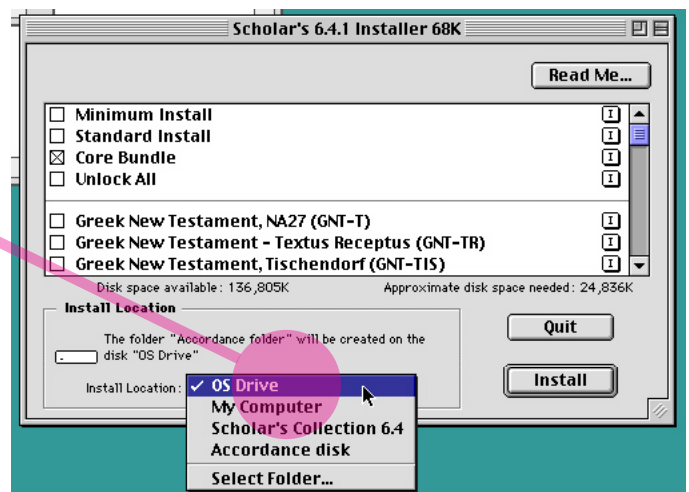 Scholar's 6.4.1 Installer 68K
Read Me...
Minimum Install
Standard Install
Core Bundle
Unlock All
Greek New Testament, NA27 (GNT-T)
Greek New Testament - Textus Receptus (GNT-TR)
Greek New Testament, Tischendorf (GNT-TIS)
Disk space available: 136,805K Approximate disk space needed: 24,836K
Install Location
The folder "Accordance folder" will be created on the
disk "OS Drive"
Quit
Install Location: ✓ OS Drive
Install
My Computer
Scholar's Collection 6.4
Accordance disk
Select Folder...